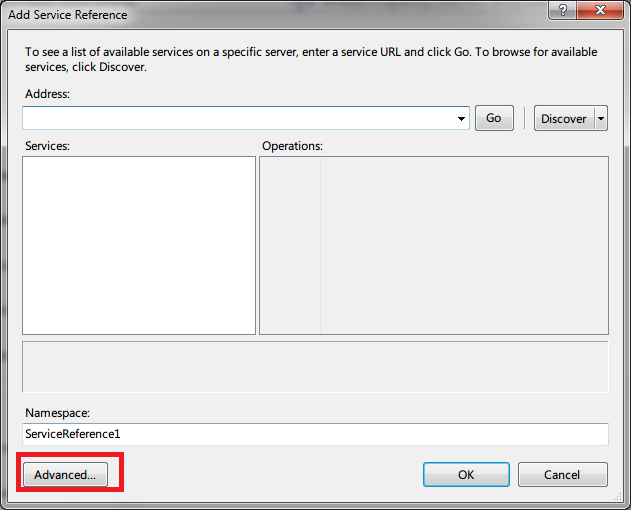 Add Service Reference
To see a list of available services on a specific server, enter a service URL and click Go. To browse for available
services, click Discover.
Address:
Go
Discover
Services:
Operations:
Namespace:
ServiceReference1
Advanced...
OK
Cancel